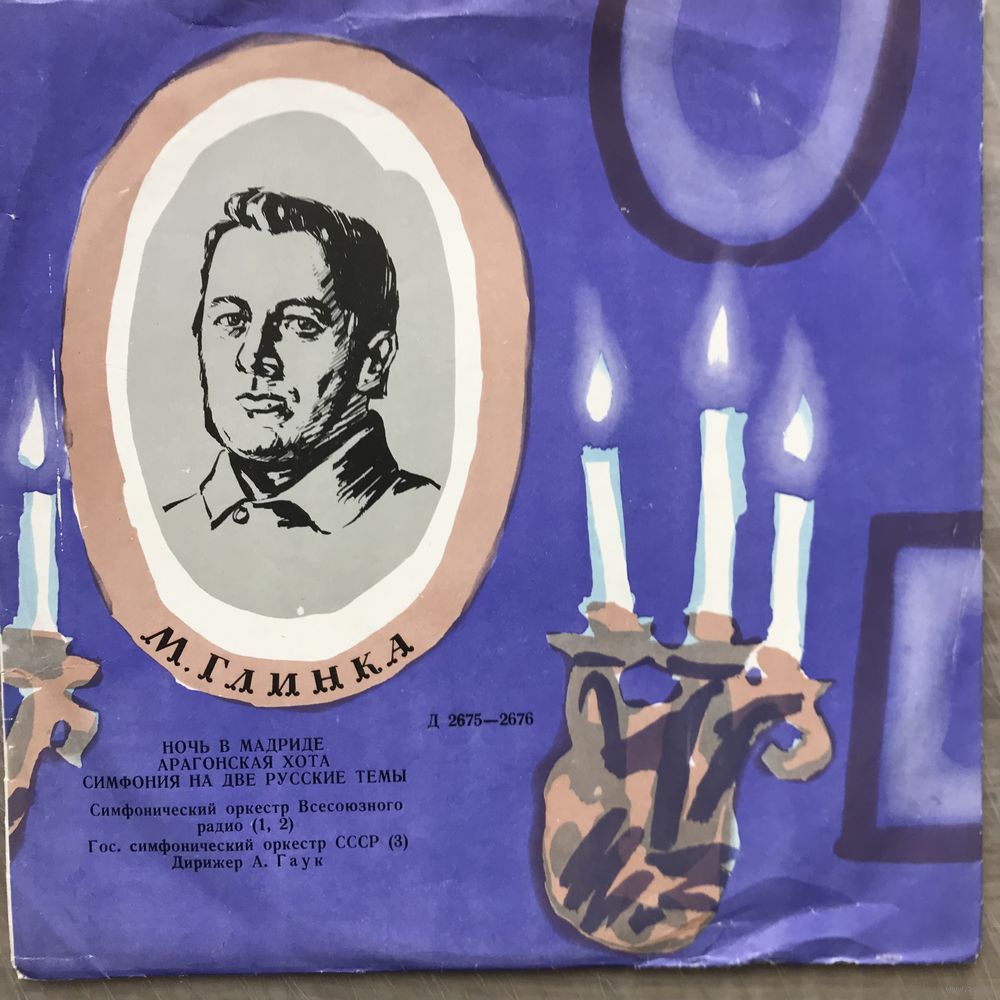 М. ГЛИНКА
Д 2675—2676
НОЧЬ В МАДРИДЕ
АРАГОНСКАЯ ХОТА
СИМФОНИЯ НА ДВЕ РУССКИЕ ТЕМЫ
Симфонический оркестр Всесоюзного
радио (1, 2)
Гос. симфонический оркестр СССР (3)
Дирижер А. Гаук